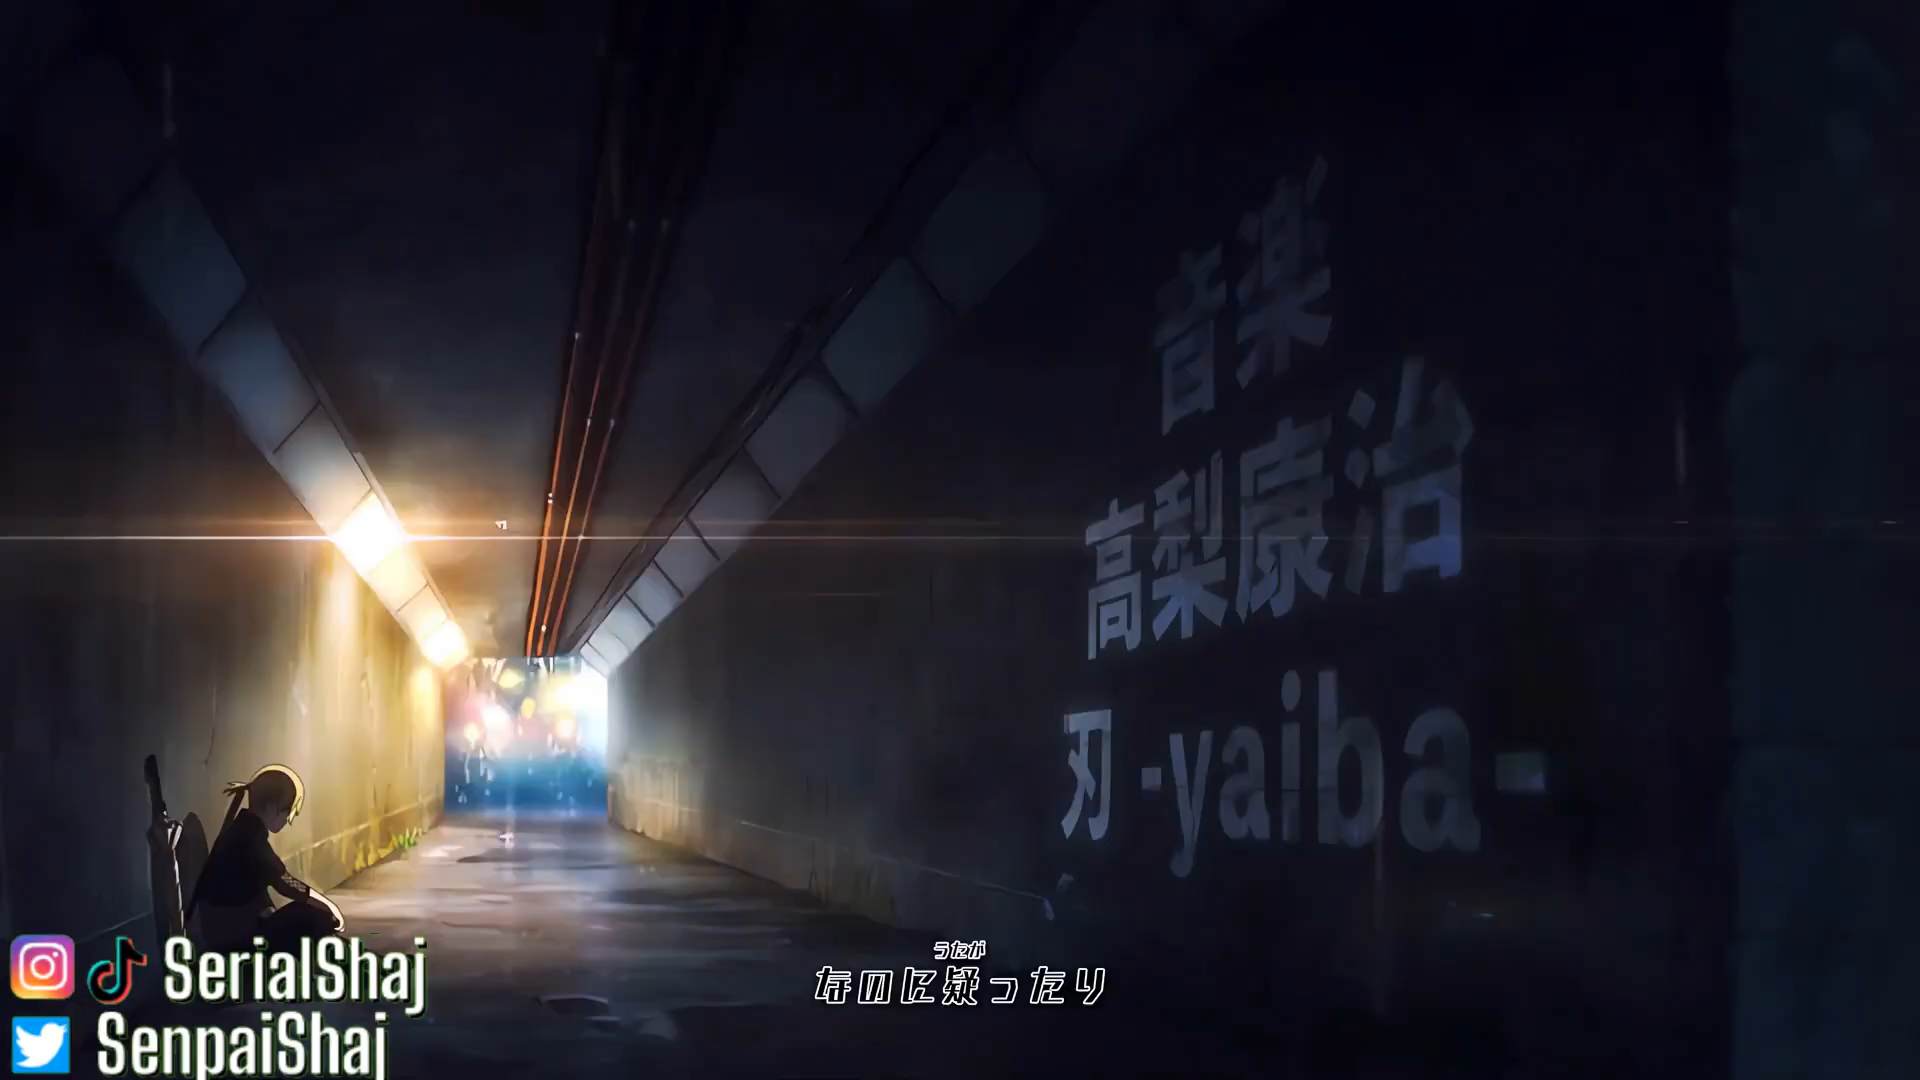 音楽
高梨康治
刃-yaiba-
うたが
なのに疑ったり
SerialShaj
SenpaiShaj